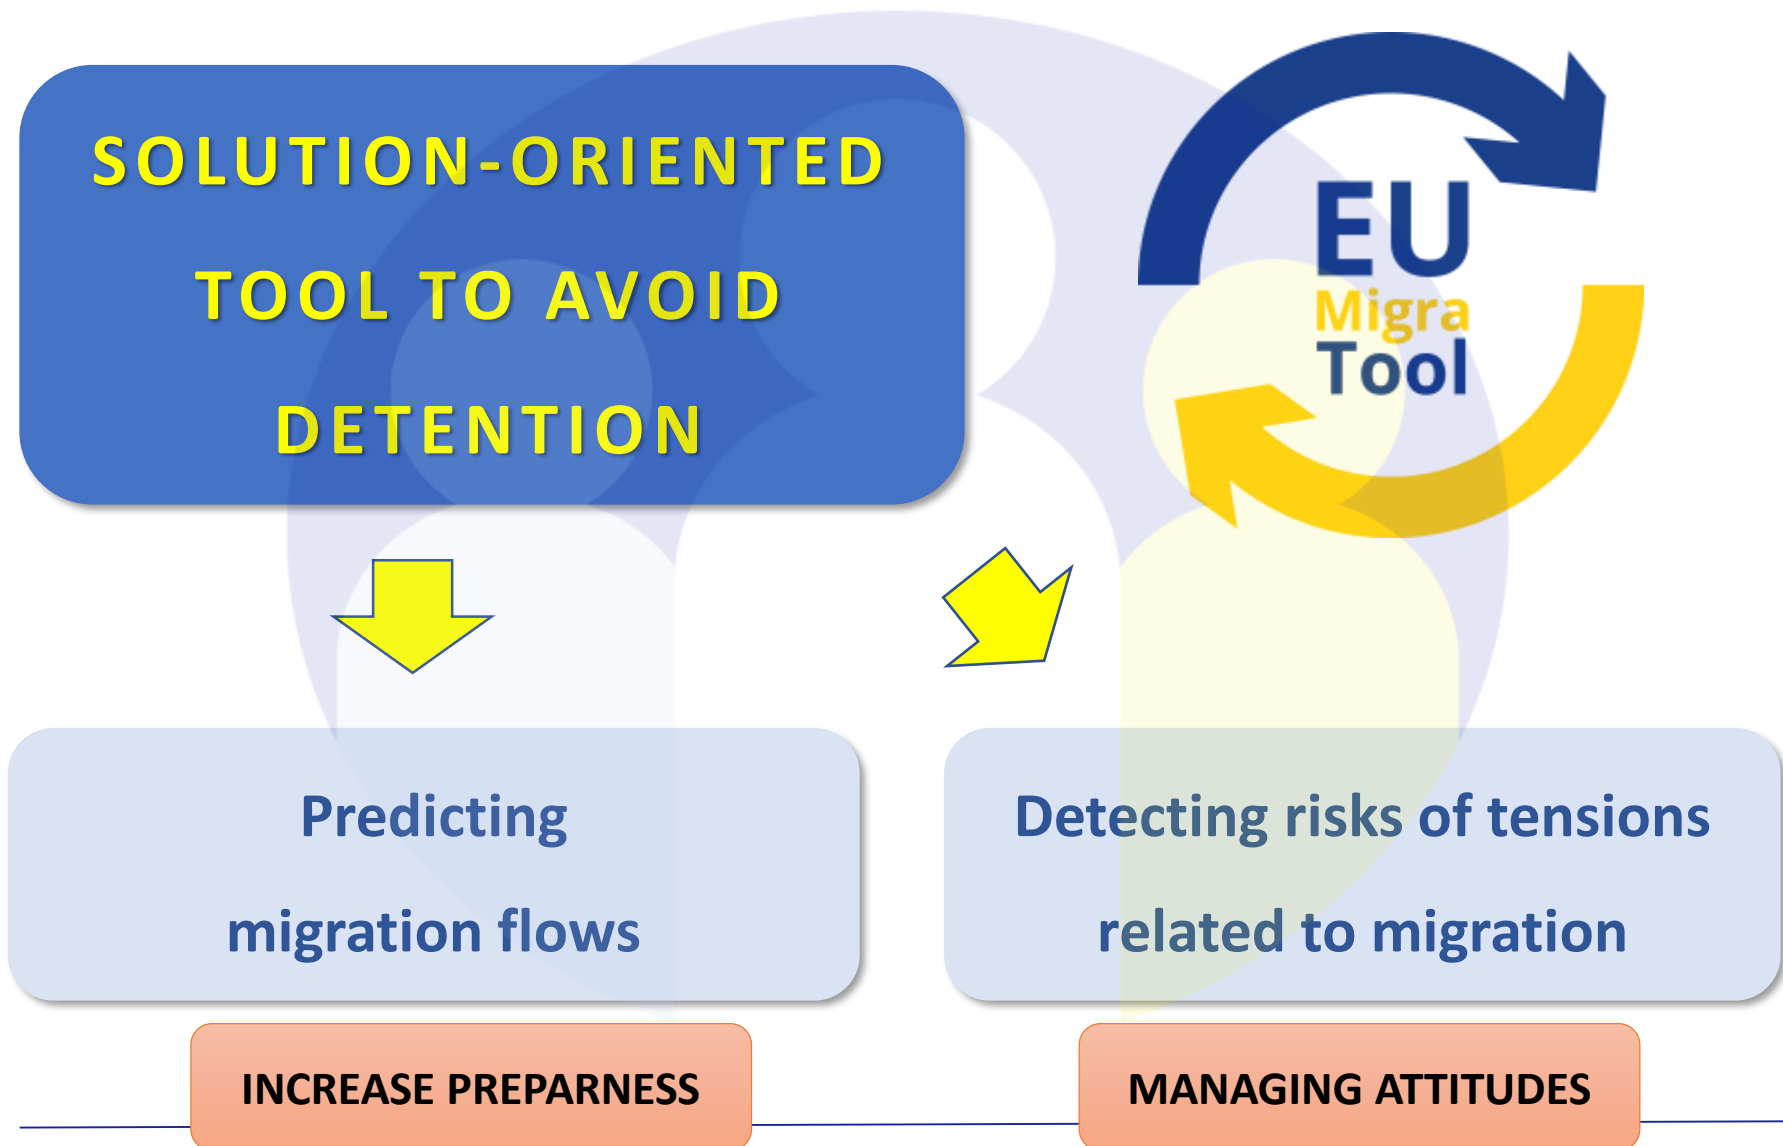 SOLUTION-ORIENTED
TOOL TO AVOID
DETENTION
EU
Migra
Tool
Predicting
migration flows
Detecting risks of tensions
related to migration
INCREASE PREPARNESS
MANAGING ATTITUDES